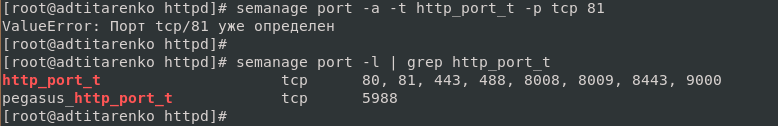 [root@adtitarenko httpd]# semanage port -a -t http_port_t -p tcp 81
ValueError: Порт tcp/81 уже определен
[root@adtitarenko httpd]#
[root@adtitarenko httpd]# semanage port -l | grep http_port_t
http_port_t tcp 80, 81, 443, 488, 8008, 8009, 8443, 9000
pegasus_http_port_t tcp 5988
[root@adtitarenko httpd]#